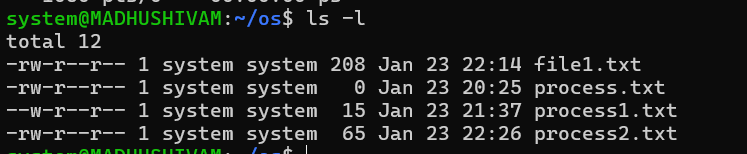 system@MADHUSHIVAM:~/os$ ls -l
total 12
-rw-r--r-- 1 system system 208 Jan 23 22:14 file1.txt
-rw-r--r-- 1 system system   0 Jan 23 20:25 process.txt
--w-r--r-- 1 system system  15 Jan 23 21:37 process1.txt
-rw-r--r-- 1 system system  65 Jan 23 22:26 process2.txt
system@MADHUSHIVAM:~/os$